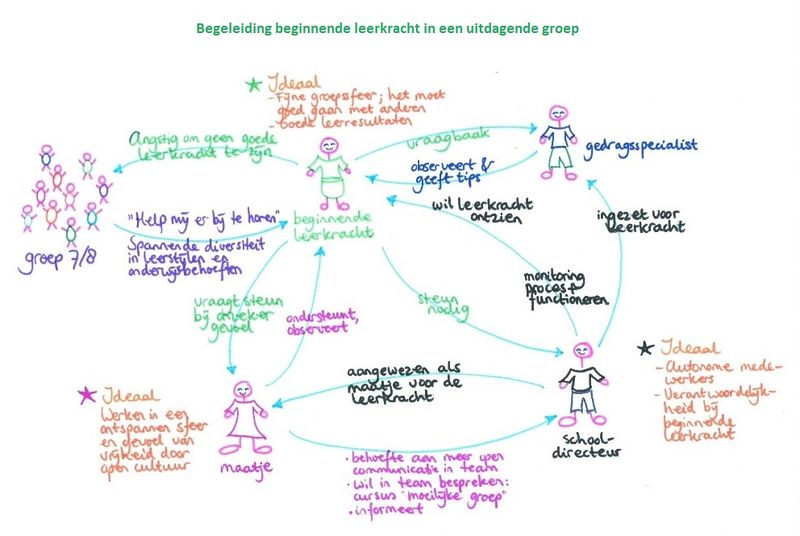 Begeleiding beginnende leerkracht in een uitdagende groep
Ideaal
- Fijne groepssfeer; het moet
goed gaan met anderen
- Goede leerresultaten
Angstig om geen goede
leerkracht te zijn
vraagbaak
gedragsspecialist
observeert &
geeft tips
wil leerkracht
ontzien
ingezet voor
leerkracht
"Help mij er bij te horen"
beginnende
leerkracht
groep 7/8
Spannende diversiteit
in leerstijlen en
onderwijsbehoeften
monitoring
proces &
functioneren
vraagt steun
bij onzeker
gevoel
ondersteunt,
observeert
steun
nodig
Ideaal
- Autonome mede-
werkers
- Verantwoordelijk-
heid bij
beginnende
leerkracht
aangewezen als
maatje voor de
leerkracht
Ideaal
Werken in een
ontspannen sfeer
en gevoel van
vrijheid door
open cultuur
maatje
school-
directeur
• behoefte aan meer open
communicatie in team
• wil in team bespreken:
cursus "moeilijke groep"
• informeert